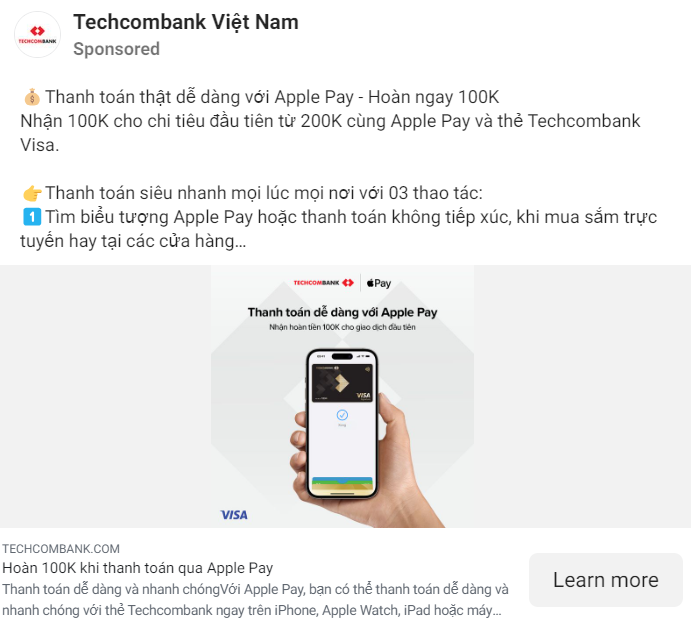 Techcombank Việt Nam
TECHCOMBANK
Sponsored
💰Thanh toán thật dễ dàng với Apple Pay - Hoàn ngay 100K
Nhận 100K cho chi tiêu đầu tiên từ 200K cùng Apple Pay và thẻ Techcombank
Visa.
👉Thanh toán siêu nhanh mọi lúc mọi nơi với 03 thao tác:
1️⃣ Tìm biểu tượng Apple Pay hoặc thanh toán không tiếp xúc, khi mua sắm trực
tuyến hay tại các cửa hàng...
TECHCOMBANK Pay
Thanh toán dễ dàng với Apple Pay
Nhận hoàn tiền 100K cho giao dịch đầu tiên
TECHCOMBANK
VISA
VISA
TECHCOMBANK.COM
Hoàn 100K khi thanh toán qua Apple Pay
Thanh toán dễ dàng và nhanh chóngVới Apple Pay, bạn có thể thanh toán dễ dàng và
nhanh chóng với thẻ Techcombank ngay trên iPhone, Apple Watch, iPad hoặc máy...
Learn more